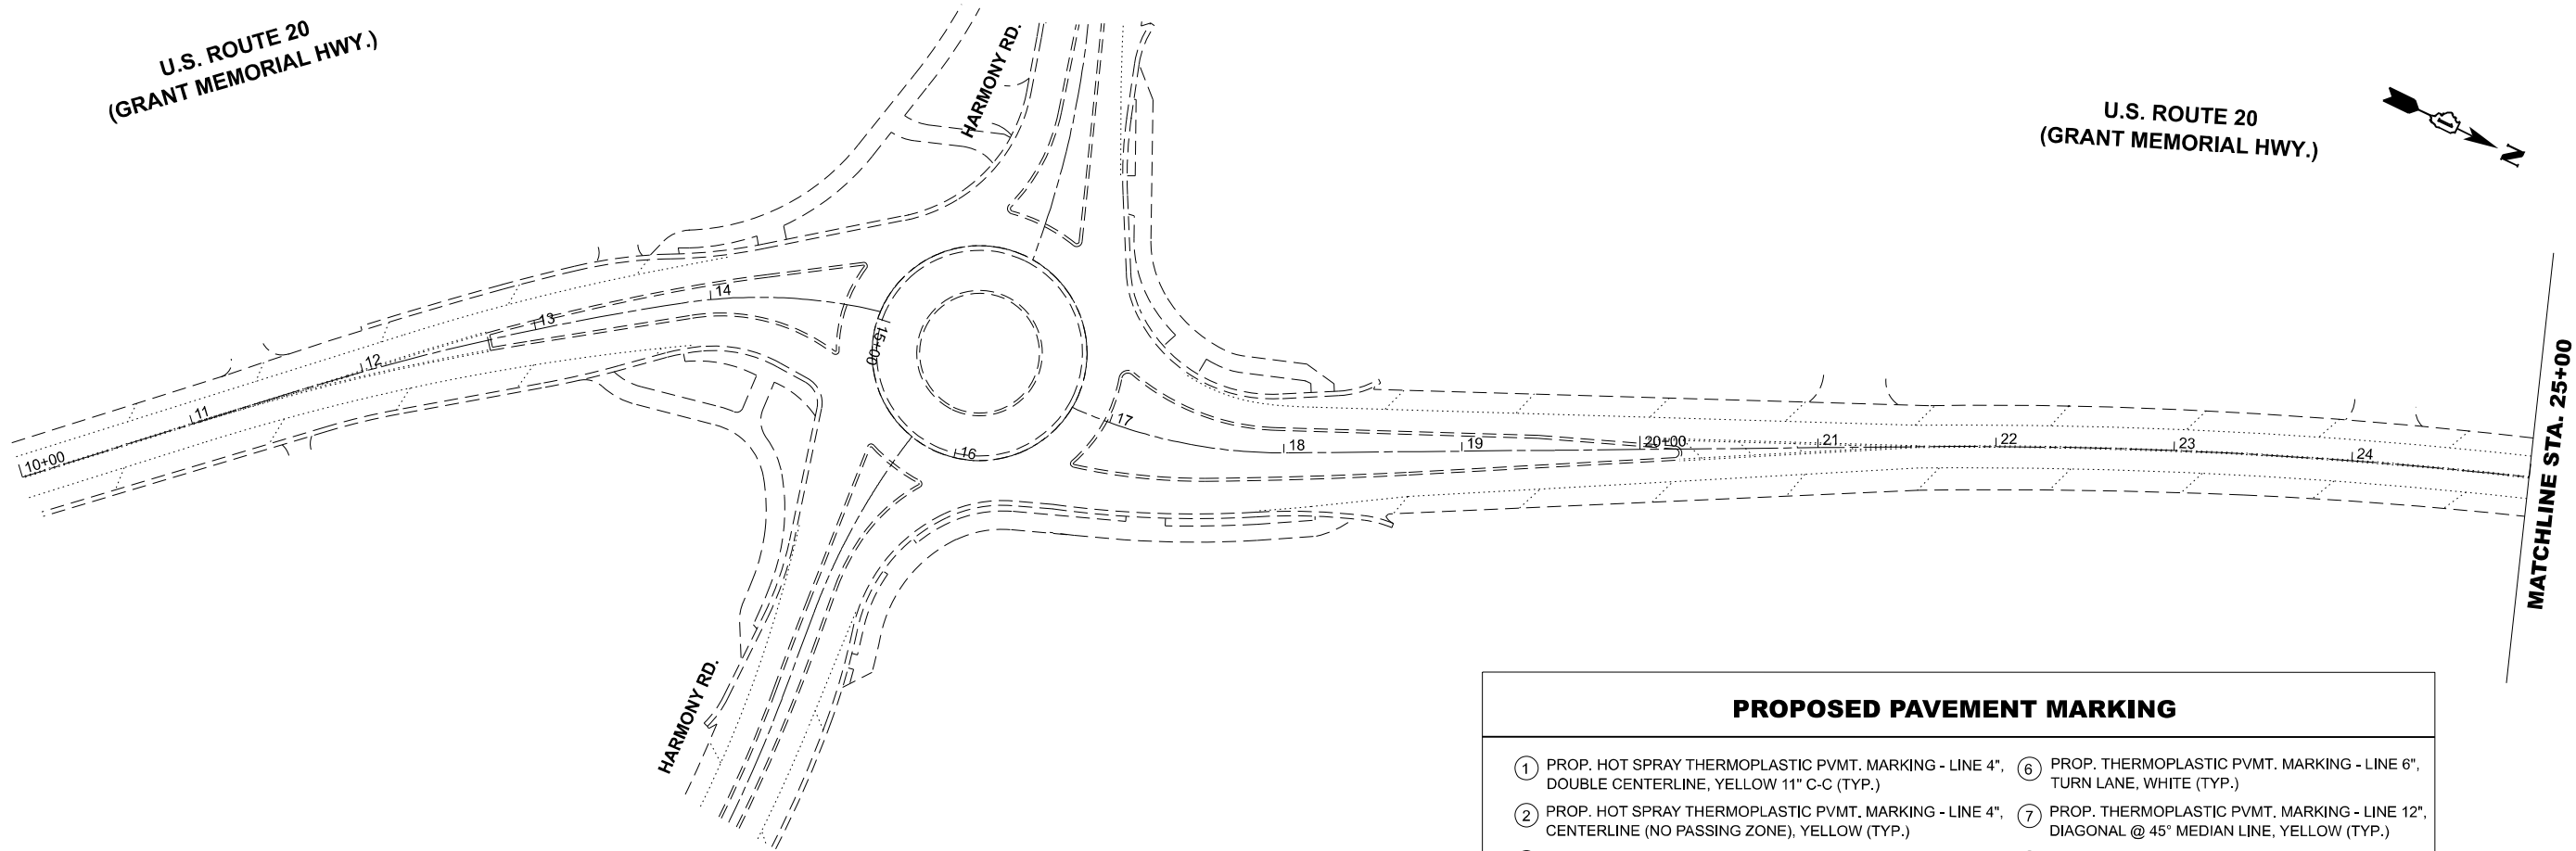 U.S. ROUTE 20
(GRANT MEMORIAL HWY.)
HARMONY RD.
U.S. ROUTE 20
(GRANT MEMORIAL HWY.)
N
10+00
11
12
13
14
15+00
16
17
18
19
20+00
21
22
23
24
MATCHLINE STA. 25+00
HARMONY RD.
PROPOSED PAVEMENT MARKING
1 PROP. HOT SPRAY THERMOPLASTIC PVMT. MARKING - LINE 4",
DOUBLE CENTERLINE, YELLOW 11" C-C (TYP.)
2 PROP. HOT SPRAY THERMOPLASTIC PVMT. MARKING - LINE 4",
CENTERLINE (NO PASSING ZONE), YELLOW (TYP.)
6 PROP. THERMOPLASTIC PVMT. MARKING - LINE 6",
TURN LANE, WHITE (TYP.)
7 PROP. THERMOPLASTIC PVMT. MARKING - LINE 12",
DIAGONAL @ 45° MEDIAN LINE, YELLOW (TYP.)